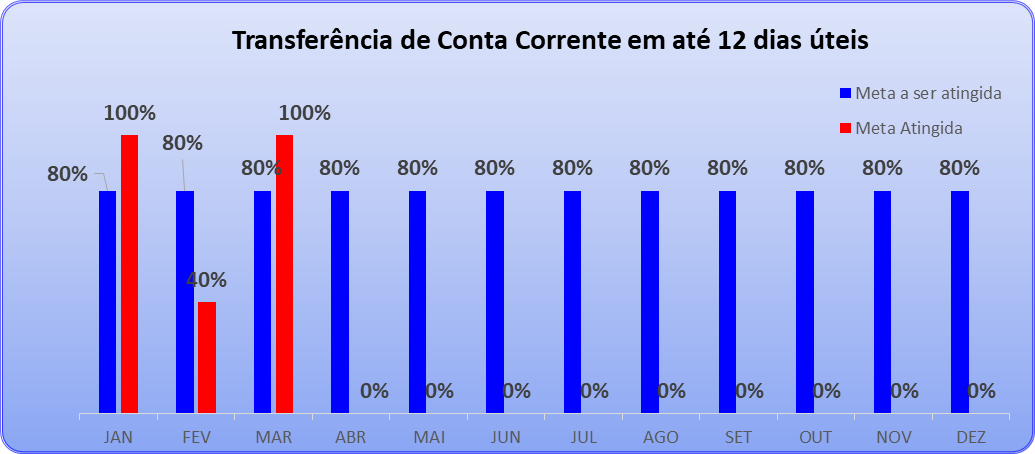 Transferência de Conta Corrente em até 12 dias úteis
Meta a ser atingida
Meta Atingida
100%
100%
80%
80%
80%
80%
80%
80%
80%
80%
80%
80%
80%
80%
40%
0%
0%
0%
0%
0%
0%
0%
0%
0%
JAN
FEV
MAR
ABR
MAI
JUN
JUL
AGO
SET
OUT
NOV
DEZ